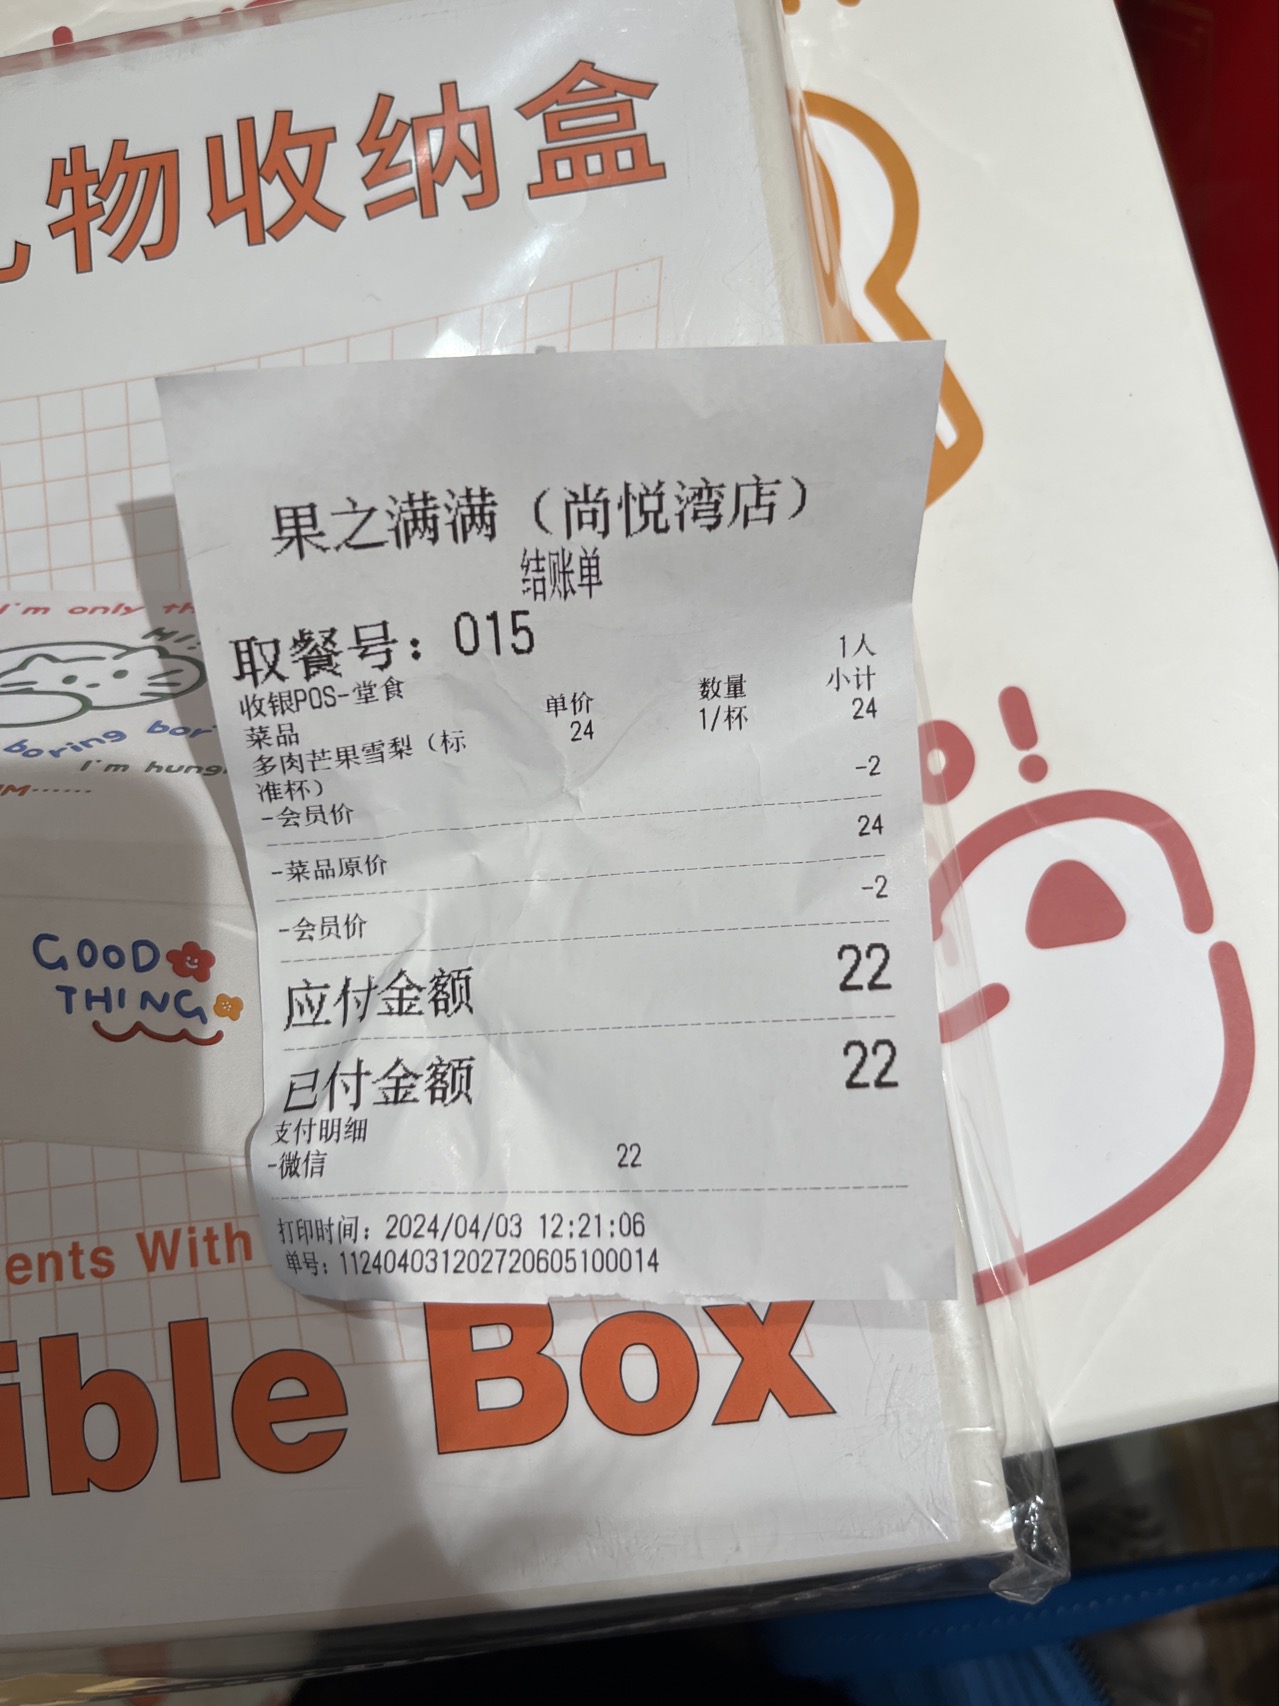 物收纳盒
果之满满（尚悦湾店）
结账单
取餐号：015
1人
收银POS-堂食
菜品 单价 数量 小计
多肉芒果雪梨（标准杯） 24 1/杯 24
-会员价 -2
-菜品原价 24
-会员价 -2
应付金额 22
已付金额 22
支付明细
-微信 22
打印时间：2024/04/03 12:21:06
单号：112404031202720605100014
I'm only th
HI
boring bor
I'm hung
GOOD
THING
ents With
ible Box